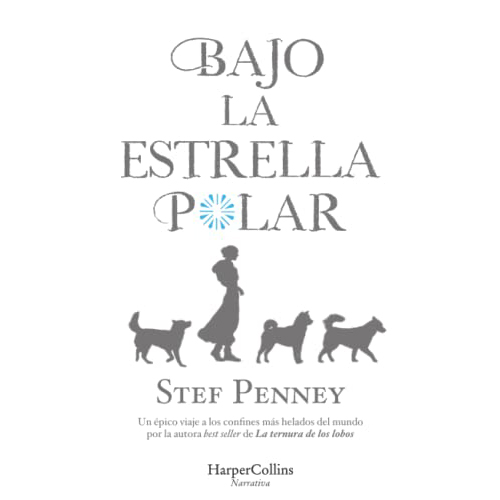 BAJO
LA
ESTRELLA
POLAR
STEF PENNEY
Un épico viaje a los confines más helados del mundo
por la autora best seller de La ternura de los lobos
HarperCollins
Narrativa